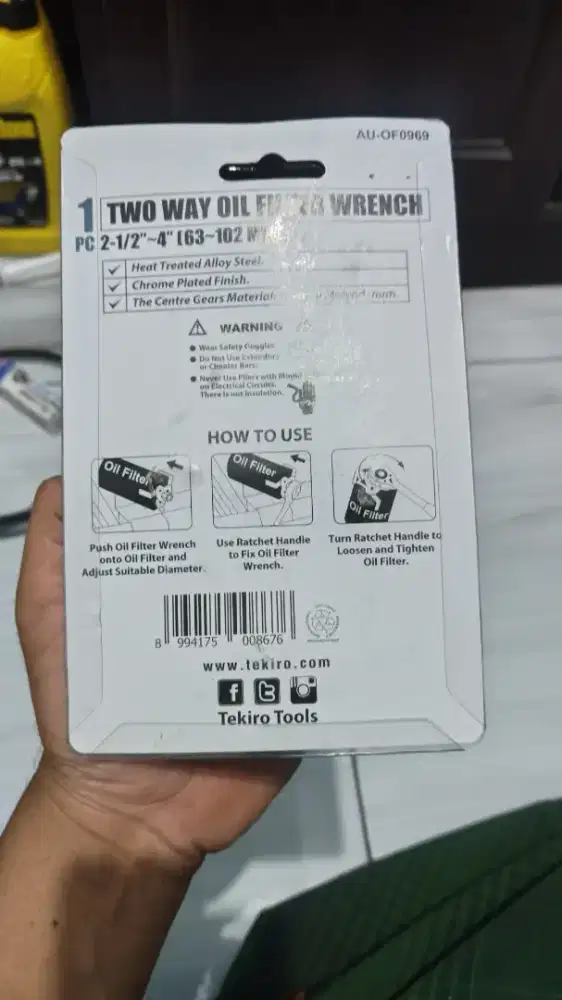 AU-OF0969
1 PC
TWO WAY OIL FILTER WRENCH
2-1/2"~4" (63~102
Heat Treated Alloy Steel.
Chrome Plated Finish.
The Centre Gears Material
WARNING
Wear Safety Goggles
Do Not Use Extenders
or Cheater Bars.
Never Use Pliers with
on Electrical Circuits.
There is not Insulation.
HOW TO USE
Oil Filter
Push Oil Filter Wrench
onto Oil Filter and
Adjust Suitable Diameter.
Oil Filter
Use Ratchet Handle
to Fix Oil Filter
Wrench.
Oil Filter
Turn Ratchet Handle to
Loosen and Tighten
Oil Filter.
8 994175 008676
www.tekiro.com
Tekiro Tools